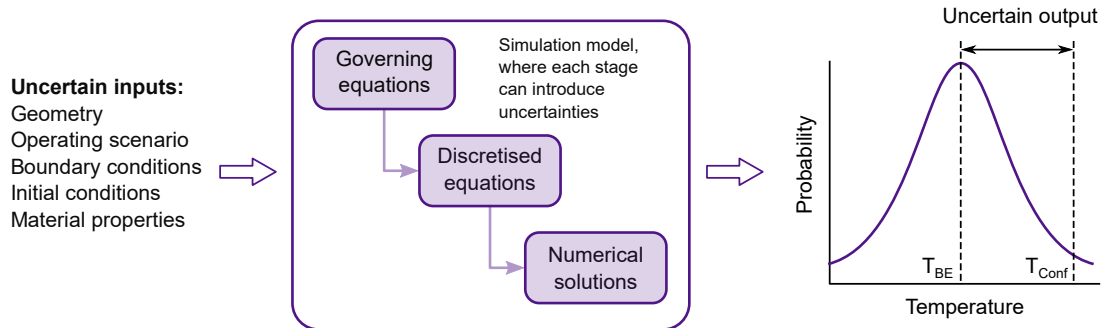 Uncertain inputs:
Geometry
Operating scenario
Boundary conditions
Initial conditions
Material properties
Governing
equations
Simulation model,
where each stage
can introduce
uncertainties
Discretised
equations
Numerical
solutions
Uncertain output
Probability
T_BE
T_Conf
Temperature